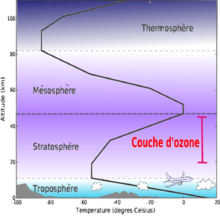 100
80
60
40
20
0
Altitude (km)
Thermosphère
Mésosphère
Stratosphère
Couche d'ozone
Troposphère
-100 -80 -60 -40 -20 0 20
Temperature (degres Celsius)